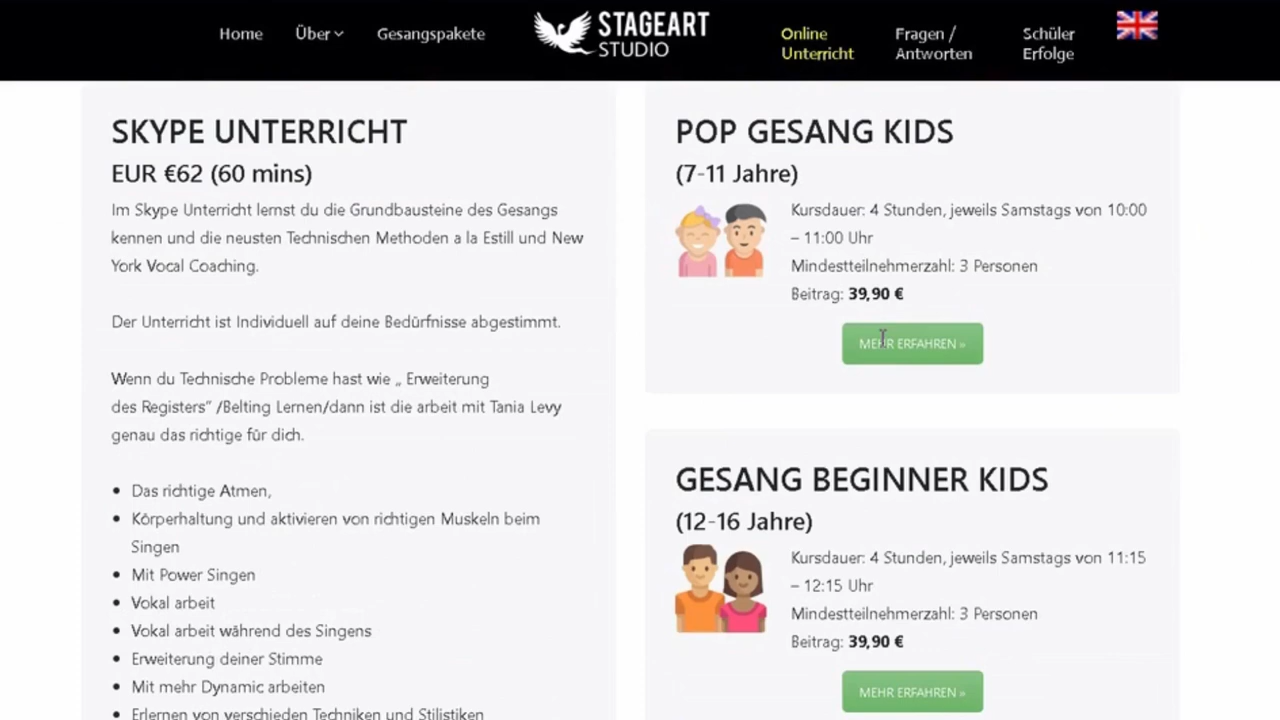 Home
Über
Gesangspakete
STAGEART
STUDIO
Online
Unterricht
Fragen /
Antworten
Schüler
Erfolge
SKYPE UNTERRICHT
EUR €62 (60 mins)
Im Skype Unterricht lernst du die Grundbausteine des Gesangs
kennen und die neusten Technischen Methoden a la Estill und New
York Vocal Coaching.
Der Unterricht ist Individuell auf deine Bedürfnisse abgestimmt.
Wenn du Technische Probleme hast wie „ Erweiterung
des Registers“ /Belting Lernen/dann ist die arbeit mit Tania Levy
genau das richtige für dich.
• Das richtige Atmen,
• Körperhaltung und aktivieren von richtigen Muskeln beim
Singen
• Mit Power Singen
• Vokal arbeit
• Vokal arbeit während des Singens
• Erweiterung deiner Stimme
• Mit mehr Dynamic arbeiten
• Erlernen von verschieden Techniken und Stilistiken
POP GESANG KIDS
(7-11 Jahre)
Kursdauer: 4 Stunden, jeweils Samstags von 10:00
– 11:00 Uhr
Mindestteilnehmerzahl: 3 Personen
Beitrag: 39,90 €
MEHR ERFAHREN »
GESANG BEGINNER KIDS
(12-16 Jahre)
Kursdauer: 4 Stunden, jeweils Samstags von 11:15
– 12:15 Uhr
Mindestteilnehmerzahl: 3 Personen
Beitrag: 39,90 €
MEHR ERFAHREN »